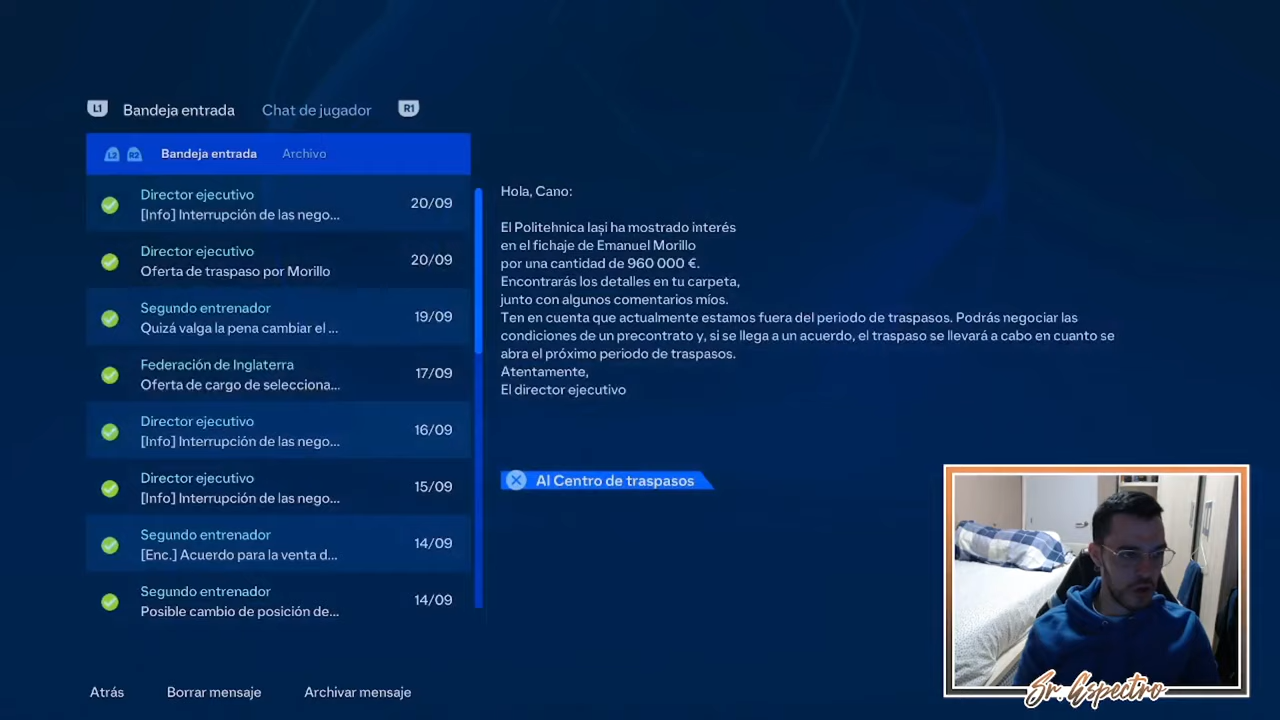 L1 Bandeja entrada Chat de jugador R1
L2 R2 Bandeja entrada Archivo
Director ejecutivo
[Info] Interrupción de las nego... 20/09
Director ejecutivo
Oferta de traspaso por Morillo 20/09
Segundo entrenador
Quizá valga la pena cambiar el ... 19/09
Federación de Inglaterra
Oferta de cargo de selecciona... 17/09
Director ejecutivo
[Info] Interrupción de las nego... 16/09
Director ejecutivo
[Info] Interrupción de las nego... 15/09
Segundo entrenador
[Enc.] Acuerdo para la venta d... 14/09
Segundo entrenador
Posible cambio de posición de... 14/09
Hola, Cano:
El Politehnica Iași ha mostrado interés
en el fichaje de Emanuel Morillo
por una cantidad de 960 000 €.
Encontrarás los detalles en tu carpeta,
junto con algunos comentarios míos.
Ten en cuenta que actualmente estamos fuera del periodo de traspasos. Podrás negociar las
condiciones de un precontrato y, si se llega a un acuerdo, el traspaso se llevará a cabo en cuanto se
abra el próximo periodo de traspasos.
Atentamente,
El director ejecutivo
Al Centro de traspasos
Sr. Espectro
Atrás Borrar mensaje Archivar mensaje